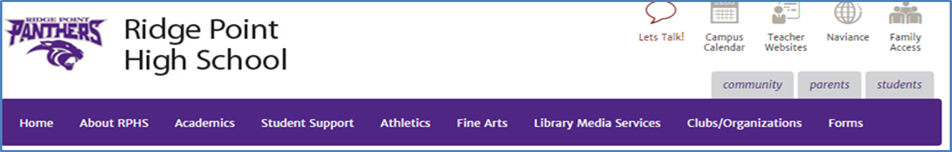 RIDGE POINT
PANTHERS
Ridge Point
High School
Lets Talk!
Campus
Calendar
Teacher
Websites
Naviance
Family
Access
community parents students
Home About RPHS Academics Student Support Athletics Fine Arts Library Media Services Clubs/Organizations Forms